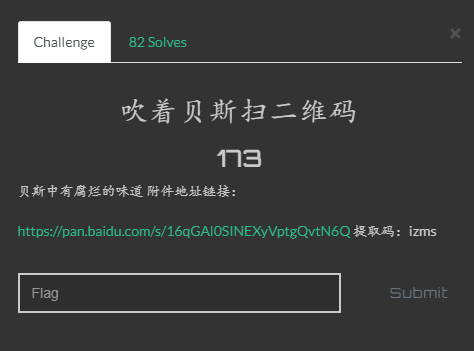 Challenge
82 Solves
×
吹着贝斯扫二维码
173
贝斯中有腐烂的味道 附件地址链接：
https://pan.baidu.com/s/16qGAI0SINEXyVptgQvtN6Q 提取码：izms
Flag
Submit